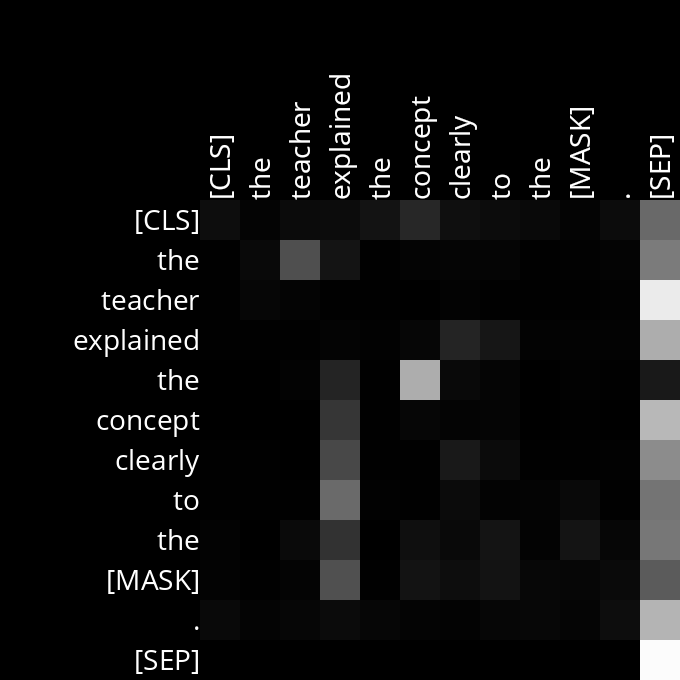 [CLS]
the
teacher
explained
the
concept
clearly
to
the
[MASK]
.
[SEP]
[CLS]
the
teacher
explained
the
concept
clearly
to
the
[MASK]
.
[SEP]